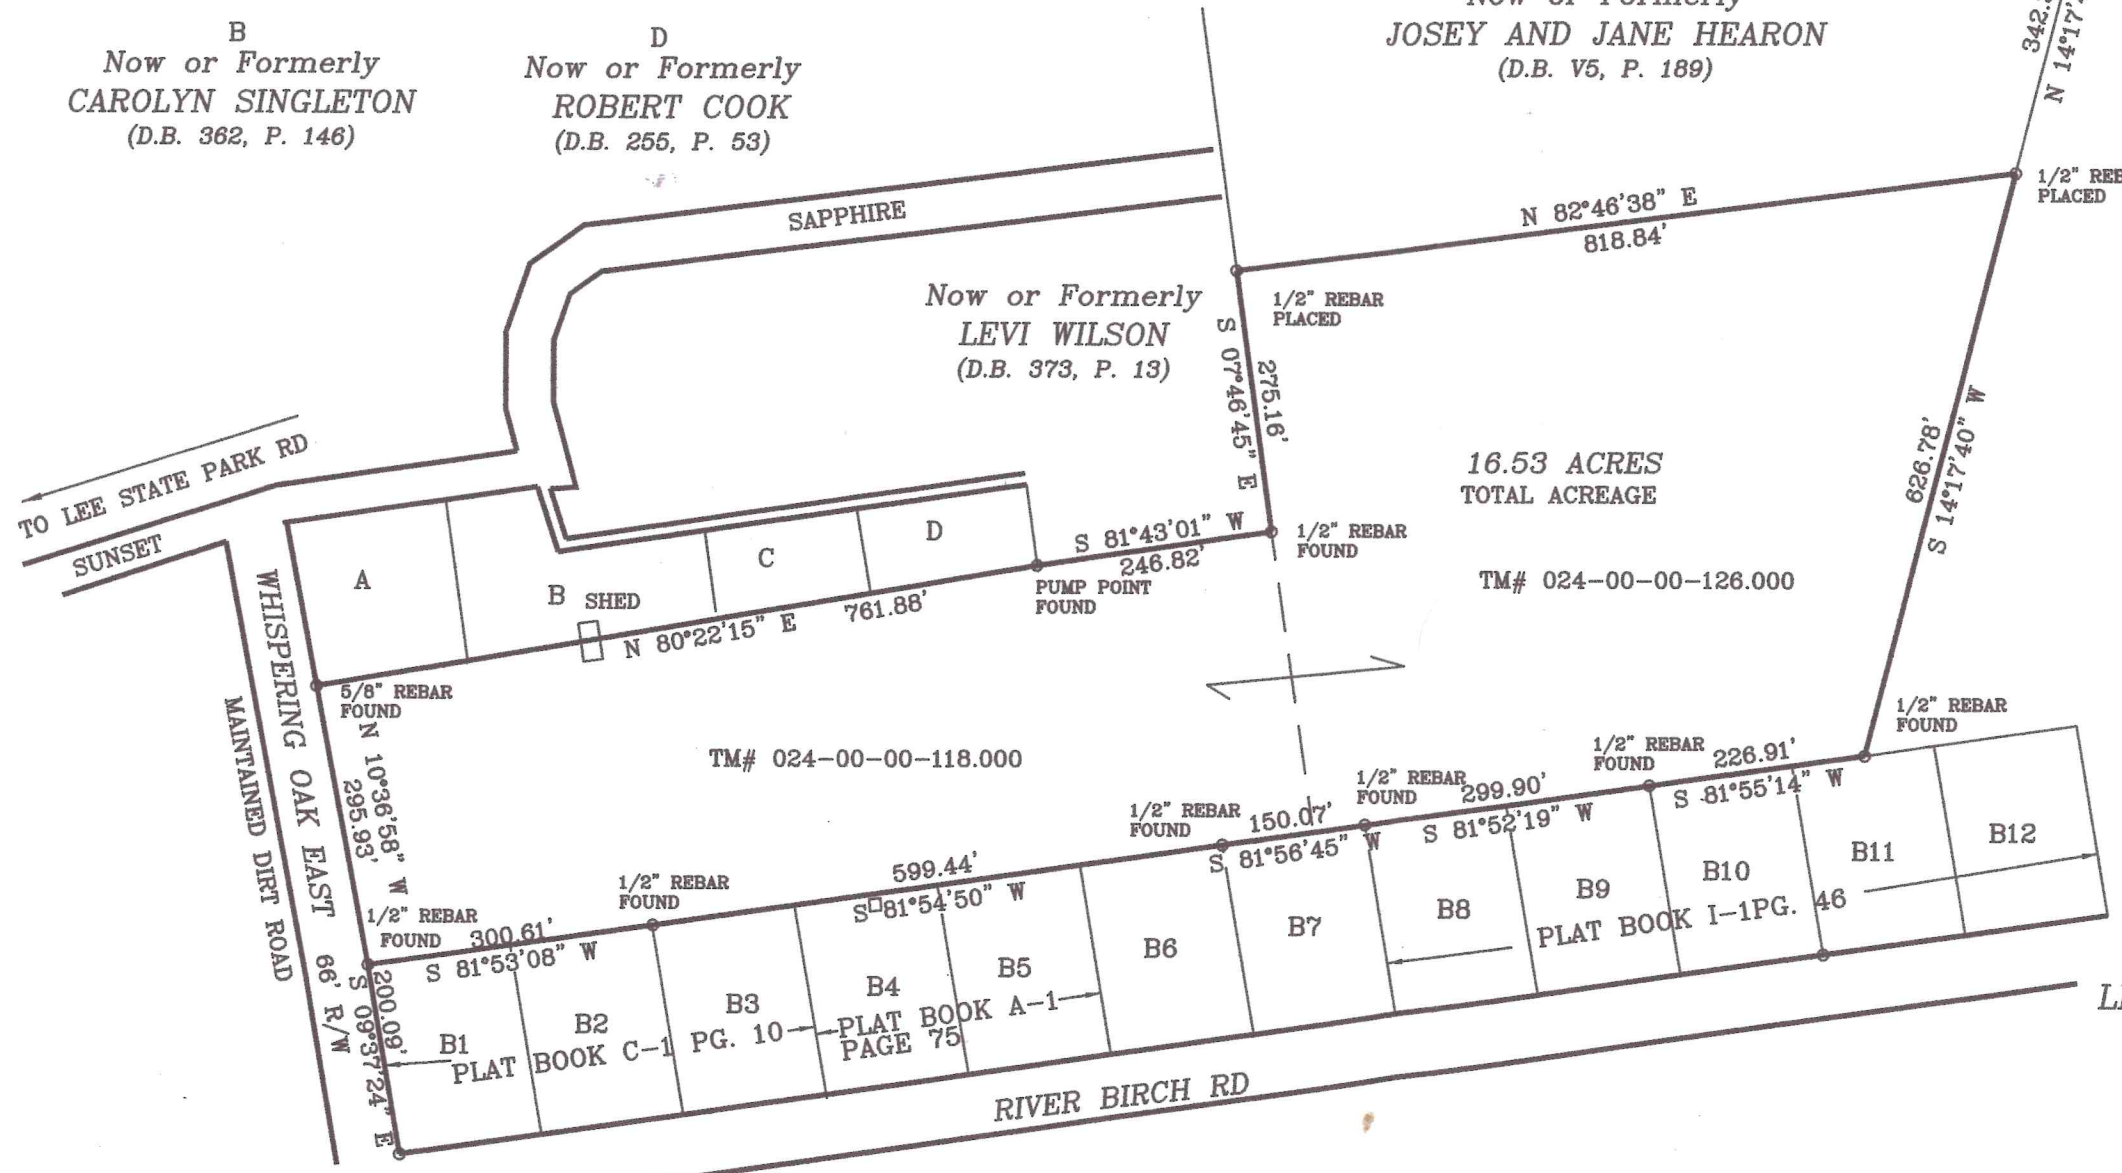 B
Now or Formerly
CAROLYN SINGLETON
(D.B. 362, P. 146)
D
Now or Formerly
ROBERT COOK
(D.B. 255, P. 53)
Now or Formerly
JOSEY AND JANE HEARON
(D.B. V5, P. 189)
N 14°17'
1/2" REB
PLACED
SAPPHIRE
N 82°46'38" E
818.84'
Now or Formerly
LEVI WILSON
(D.B. 373, P. 13)
1/2" REBAR
PLACED
S 07°46'45" E
275.16'
16.53 ACRES
TOTAL ACREAGE
626.78'
S 14°17'40" W
TO LEE STATE PARK RD
SUNSET
A
B
SHED
C
D
S 81°43'01" W
246.82'
1/2" REBAR
FOUND
PUMP POINT
FOUND
TM# 024-00-00-126.000
N 80°22'15" E
761.88'
5/8" REBAR
FOUND
WHISPERING OAK EAST 66' R/W
MAINTAINED DIRT ROAD
N 10°36'58" W
295.93'
TM# 024-00-00-118.000
1/2" REBAR
FOUND
1/2" REBAR
FOUND
226.91'
S 81°55'14" W
1/2" REBAR
FOUND
299.90'
S 81°52'19" W
1/2" REBAR
FOUND
150.07'
S 81°56'45" W
599.44'
S 81°54'50" W
1/2" REBAR
FOUND
1/2" REBAR
FOUND
300.61'
S 81°53'08" W
200.09'
S 09°37'24" E
B1
B2
B3
B4
B5
B6
B7
B8
B9
B10
B11
B12
PLAT BOOK C-1 PG. 10
PLAT BOOK A-1
PAGE 75
PLAT BOOK I-1PG. 46
RIVER BIRCH RD